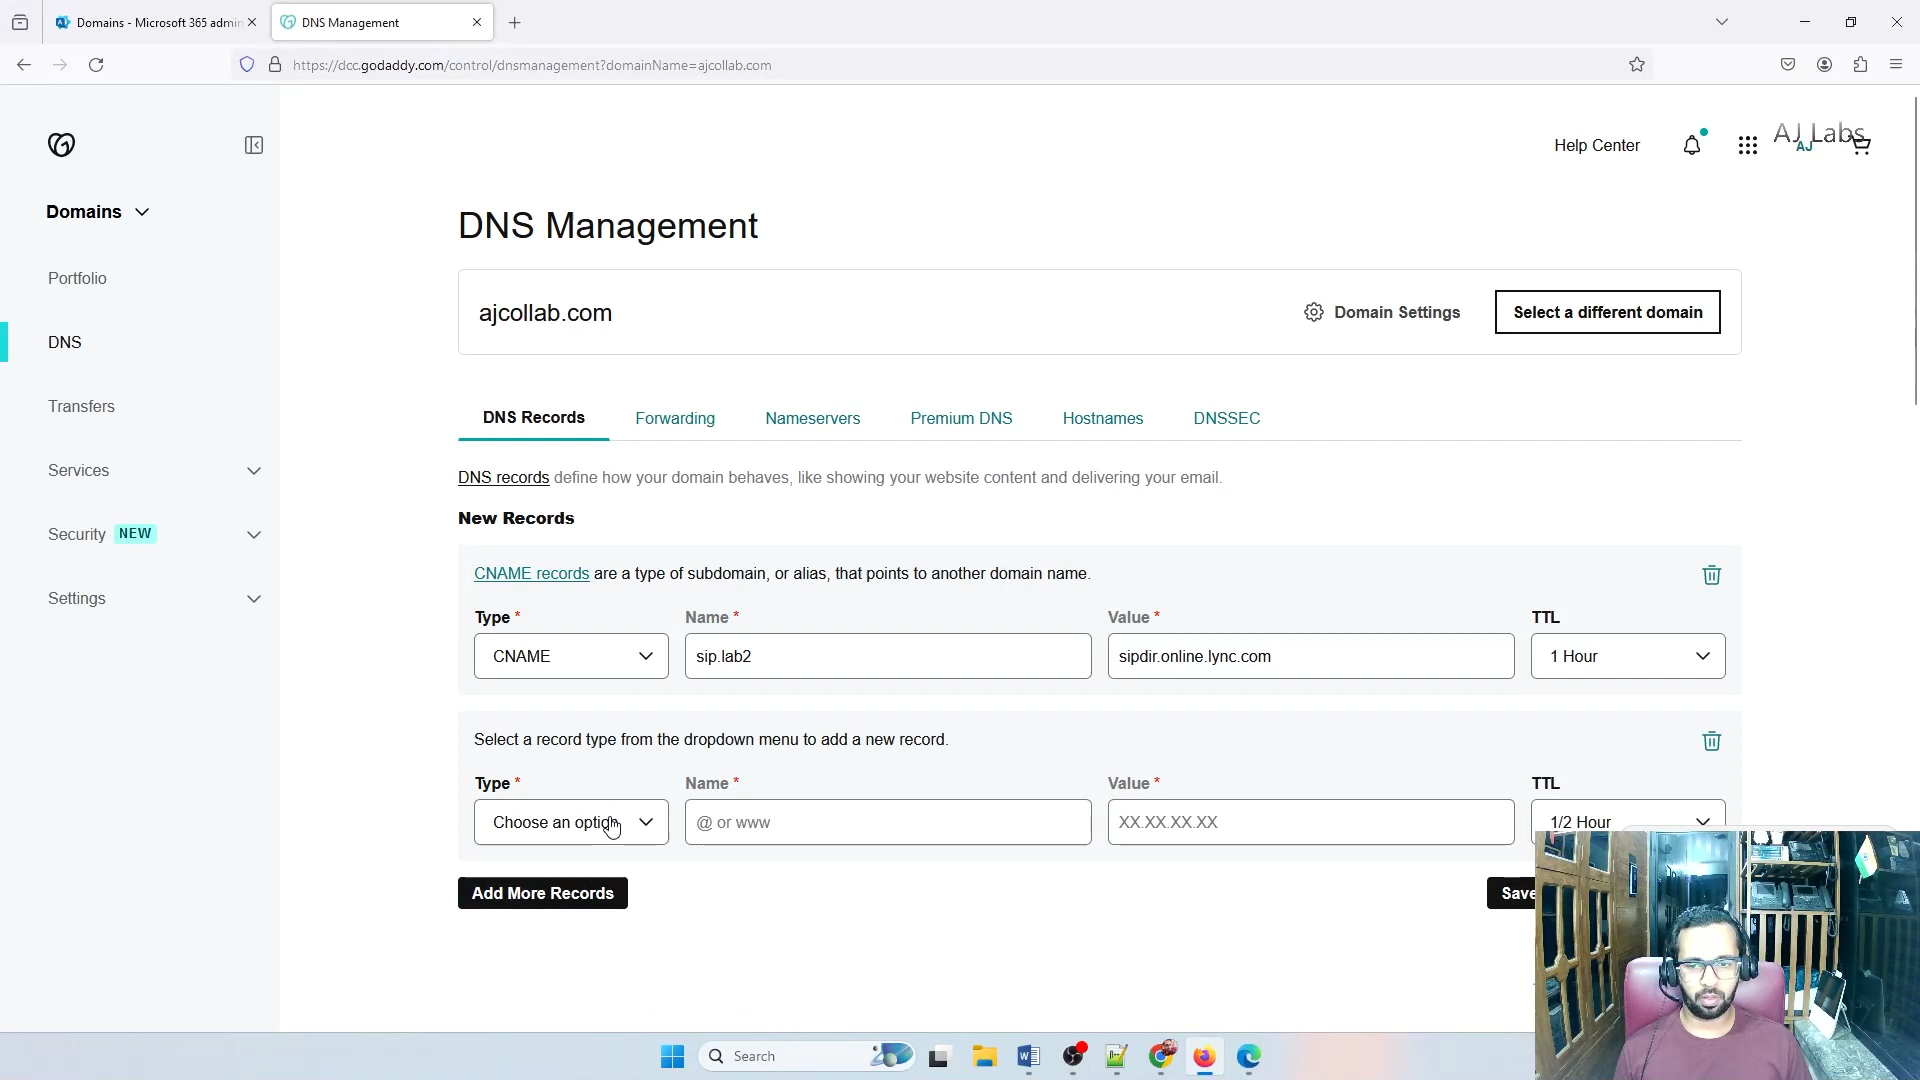 Domains - Microsoft 365 admin
DNS Management
https://dcc.godaddy.com/control/dnsmanagement?domainName=ajcollab.com
Help Center
AJ Labs
AJ
Domains
Portfolio
DNS
Transfers
Services
Security NEW
Settings
DNS Management
ajcollab.com
Domain Settings
Select a different domain
DNS Records
Forwarding
Nameservers
Premium DNS
Hostnames
DNSSEC
DNS records define how your domain behaves, like showing your website content and delivering your email.
New Records
CNAME records are a type of subdomain, or alias, that points to another domain name.
Type * Name * Value * TTL
CNAME sip.lab2 sipdir.online.lync.com 1 Hour
Select a record type from the dropdown menu to add a new record.
Type * Name * Value * TTL
Choose an option @ or www XX.XX.XX.XX 1/2 Hour
Add More Records
Save
Search